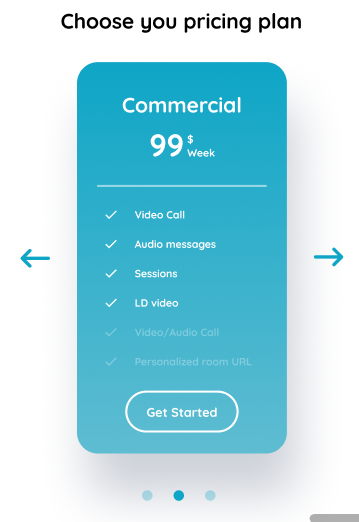 Choose you pricing plan
Commercial
99 $
Week
Video Call
Audio messages
Sessions
LD video
Video/Audio Call
Personalized room URL
Get Started